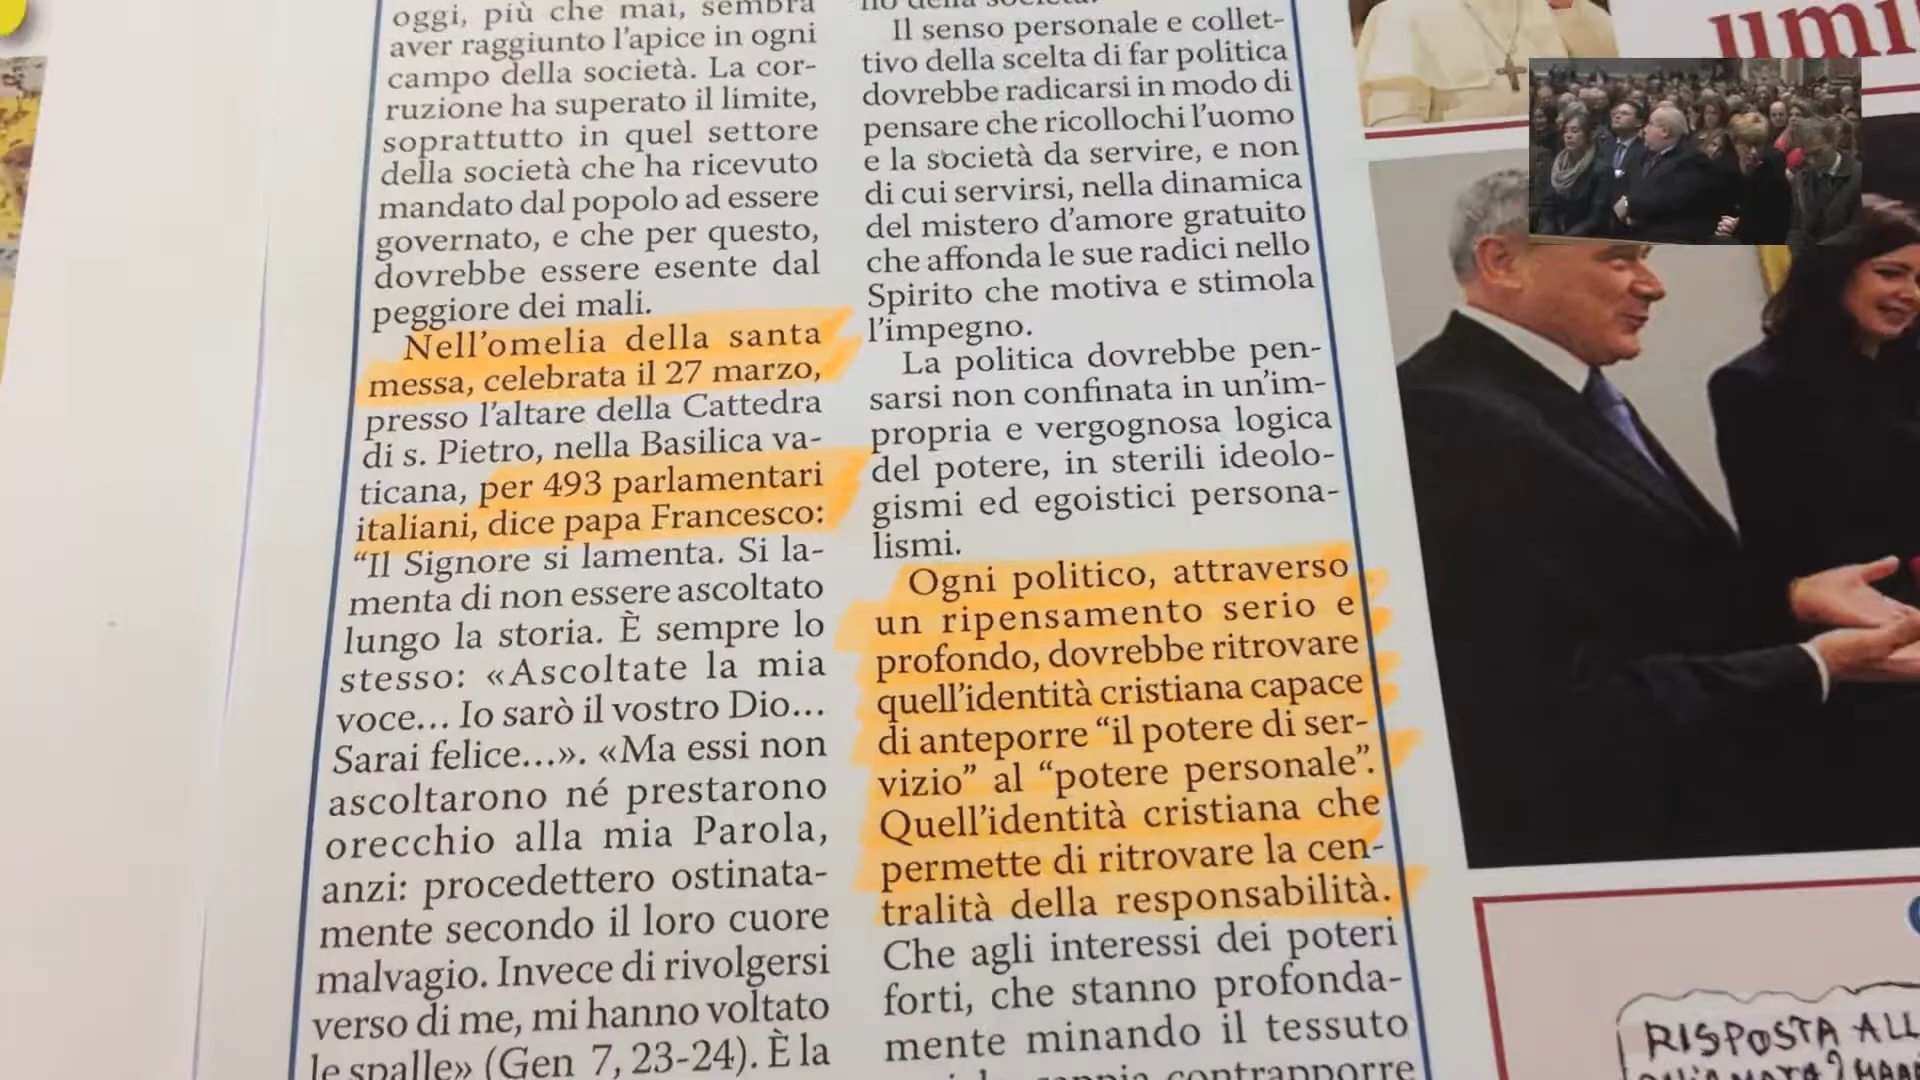 oggi, più che mai, sembra
aver raggiunto l'apice in ogni
campo della società. La cor-
ruzione ha superato il limite,
soprattutto in quel settore
della società che ha ricevuto
mandato dal popolo ad essere
governato, e che per questo,
dovrebbe essere esente dal
peggiore dei mali.
Nell'omelia della santa
messa, celebrata il 27 marzo,
presso l'altare della Cattedra
di s. Pietro, nella Basilica va-
ticana, per 493 parlamentari
italiani, dice papa Francesco:
“Il Signore si lamenta. Si la-
menta di non essere ascoltato
lungo la storia. È sempre lo
stesso: «Ascoltate la mia
voce… Io sarò il vostro Dio…
Sarai felice…». «Ma essi non
ascoltarono né prestarono
orecchio alla mia Parola,
anzi: procedettero ostinata-
mente secondo il loro cuore
malvagio. Invece di rivolgersi
verso di me, mi hanno voltato
le spalle» (Gen 7, 23-24). È la
Il senso personale e collet-
tivo della scelta di far politica
dovrebbe radicarsi in modo di
pensare che ricollochi l'uomo
e la società da servire, e non
di cui servirsi, nella dinamica
del mistero d'amore gratuito
che affonda le sue radici nello
Spirito che motiva e stimola
l'impegno.
La politica dovrebbe pen-
sarsi non confinata in un'im-
propria e vergognosa logica
del potere, in sterili ideolo-
gismi ed egoistici persona-
lismi.
Ogni politico, attraverso
un ripensamento serio e
profondo, dovrebbe ritrovare
quell'identità cristiana capace
di anteporre “il potere di ser-
vizio” al “potere personale”.
Quell'identità cristiana che
permette di ritrovare la cen-
tralità della responsabilità.
Che agli interessi dei poteri
forti, che stanno profonda-
mente minando il tessuto
contrapporre
umi
RISPOSTA ALL